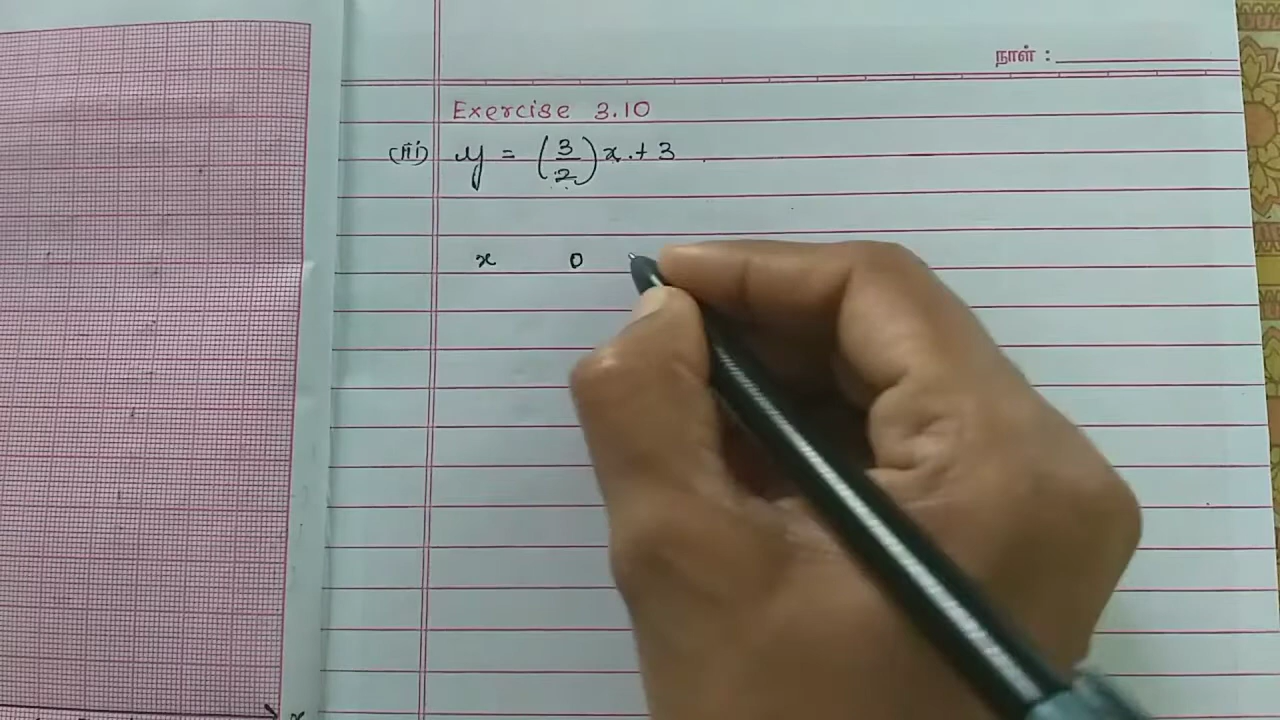 நாள் :
Exercise 3.10
(iii) y = (3/2) x + 3
x 0
x